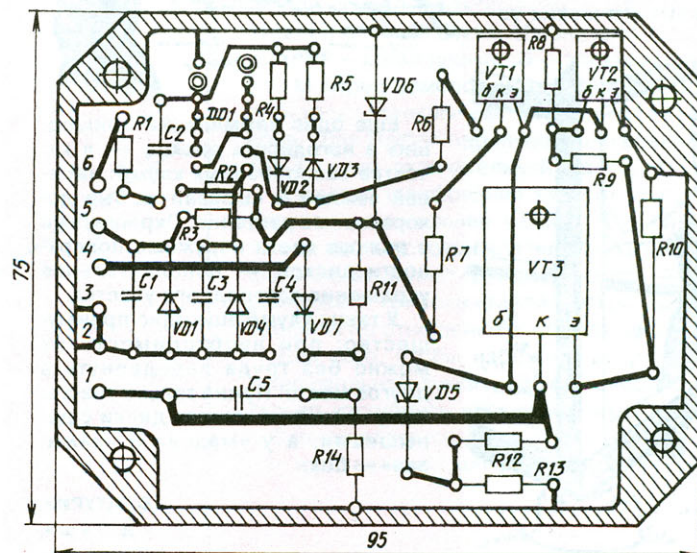 R8
VT1
VT2
б к э
б к э
R5
VD6
R4
DD1
R6
R1
C2
6
VD2
VD3
R9
R2
5
R3
4
75
VT3
R7
R10
R11
C1
C3
C4
3
VD1
VD4
VD7
б
к
э
2
1
C5
VD5
R14
R12
R13
95